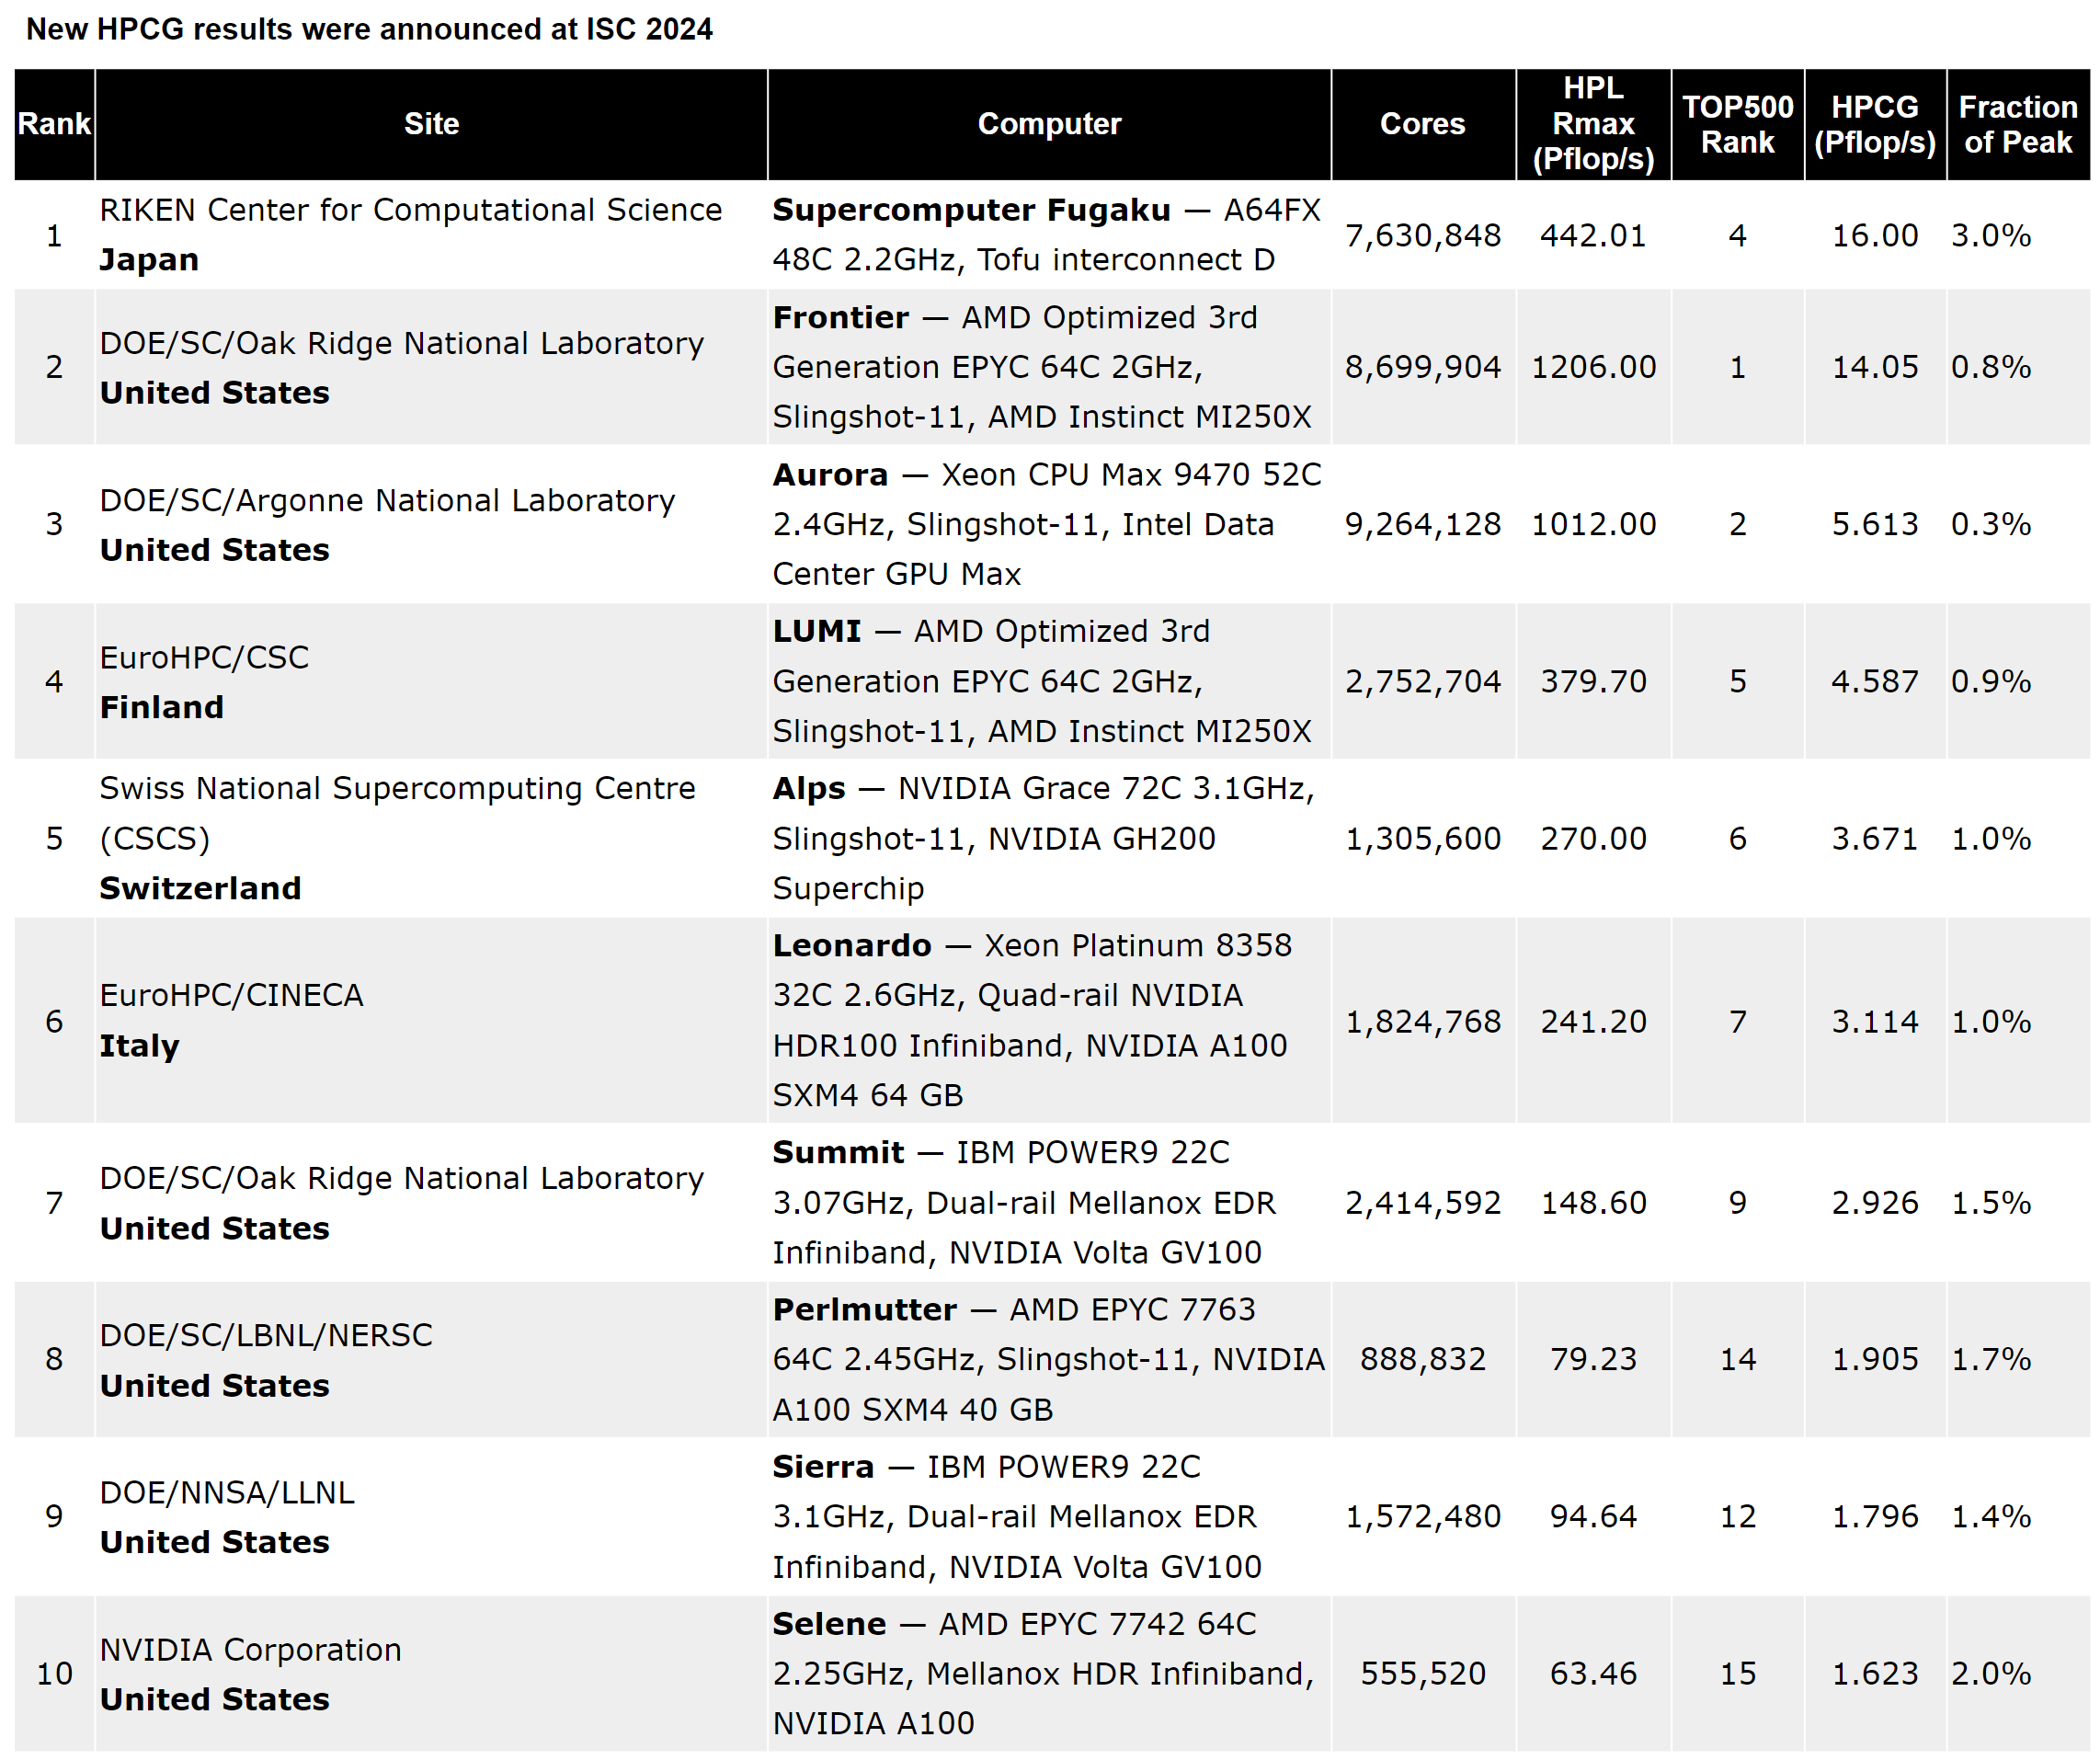 New HPCG results were announced at ISC 2024
Rank Site Computer Cores HPL Rmax (Pflop/s) TOP500 Rank HPCG (Pflop/s) Fraction of Peak
1 RIKEN Center for Computational Science
Japan
Supercomputer Fugaku — A64FX
48C 2.2GHz, Tofu interconnect D
7,630,848 442.01 4 16.00 3.0%
2 DOE/SC/Oak Ridge National Laboratory
United States
Frontier — AMD Optimized 3rd
Generation EPYC 64C 2GHz,
Slingshot-11, AMD Instinct MI250X
8,699,904 1206.00 1 14.05 0.8%
3 DOE/SC/Argonne National Laboratory
United States
Aurora — Xeon CPU Max 9470 52C
2.4GHz, Slingshot-11, Intel Data
Center GPU Max
9,264,128 1012.00 2 5.613 0.3%
4 EuroHPC/CSC
Finland
LUMI — AMD Optimized 3rd
Generation EPYC 64C 2GHz,
Slingshot-11, AMD Instinct MI250X
2,752,704 379.70 5 4.587 0.9%
5 Swiss National Supercomputing Centre
(CSCS)
Switzerland
Alps — NVIDIA Grace 72C 3.1GHz,
Slingshot-11, NVIDIA GH200
Superchip
1,305,600 270.00 6 3.671 1.0%
6 EuroHPC/CINECA
Italy
Leonardo — Xeon Platinum 8358
32C 2.6GHz, Quad-rail NVIDIA
HDR100 Infiniband, NVIDIA A100
SXM4 64 GB
1,824,768 241.20 7 3.114 1.0%
7 DOE/SC/Oak Ridge National Laboratory
United States
Summit — IBM POWER9 22C
3.07GHz, Dual-rail Mellanox EDR
Infiniband, NVIDIA Volta GV100
2,414,592 148.60 9 2.926 1.5%
8 DOE/SC/LBNL/NERSC
United States
Perlmutter — AMD EPYC 7763
64C 2.45GHz, Slingshot-11, NVIDIA
A100 SXM4 40 GB
888,832 79.23 14 1.905 1.7%
9 DOE/NNSA/LLNL
United States
Sierra — IBM POWER9 22C
3.1GHz, Dual-rail Mellanox EDR
Infiniband, NVIDIA Volta GV100
1,572,480 94.64 12 1.796 1.4%
10 NVIDIA Corporation
United States
Selene — AMD EPYC 7742 64C
2.25GHz, Mellanox HDR Infiniband,
NVIDIA A100
555,520 63.46 15 1.623 2.0%